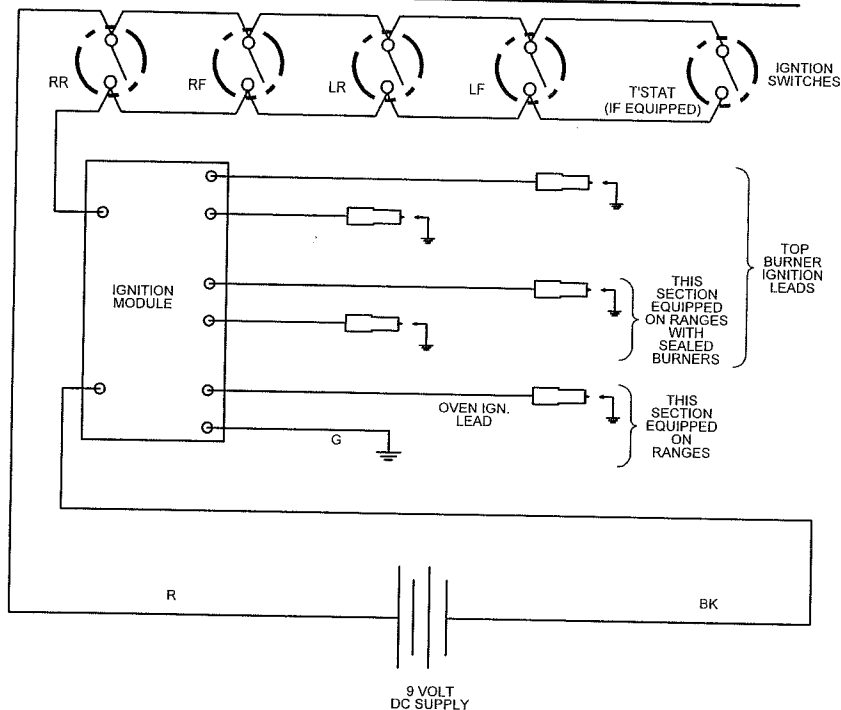 RR
RF
LR
LF
T'STAT
(IF EQUIPPED)
IGNTION
SWITCHES
IGNITION
MODULE
THIS
SECTION
EQUIPPED
ON RANGES
WITH
SEALED
BURNERS
TOP
BURNER
IGNITION
LEADS
OVEN IGN.
LEAD
THIS
SECTION
EQUIPPED
ON
RANGES
G
R
BK
9 VOLT
DC SUPPLY